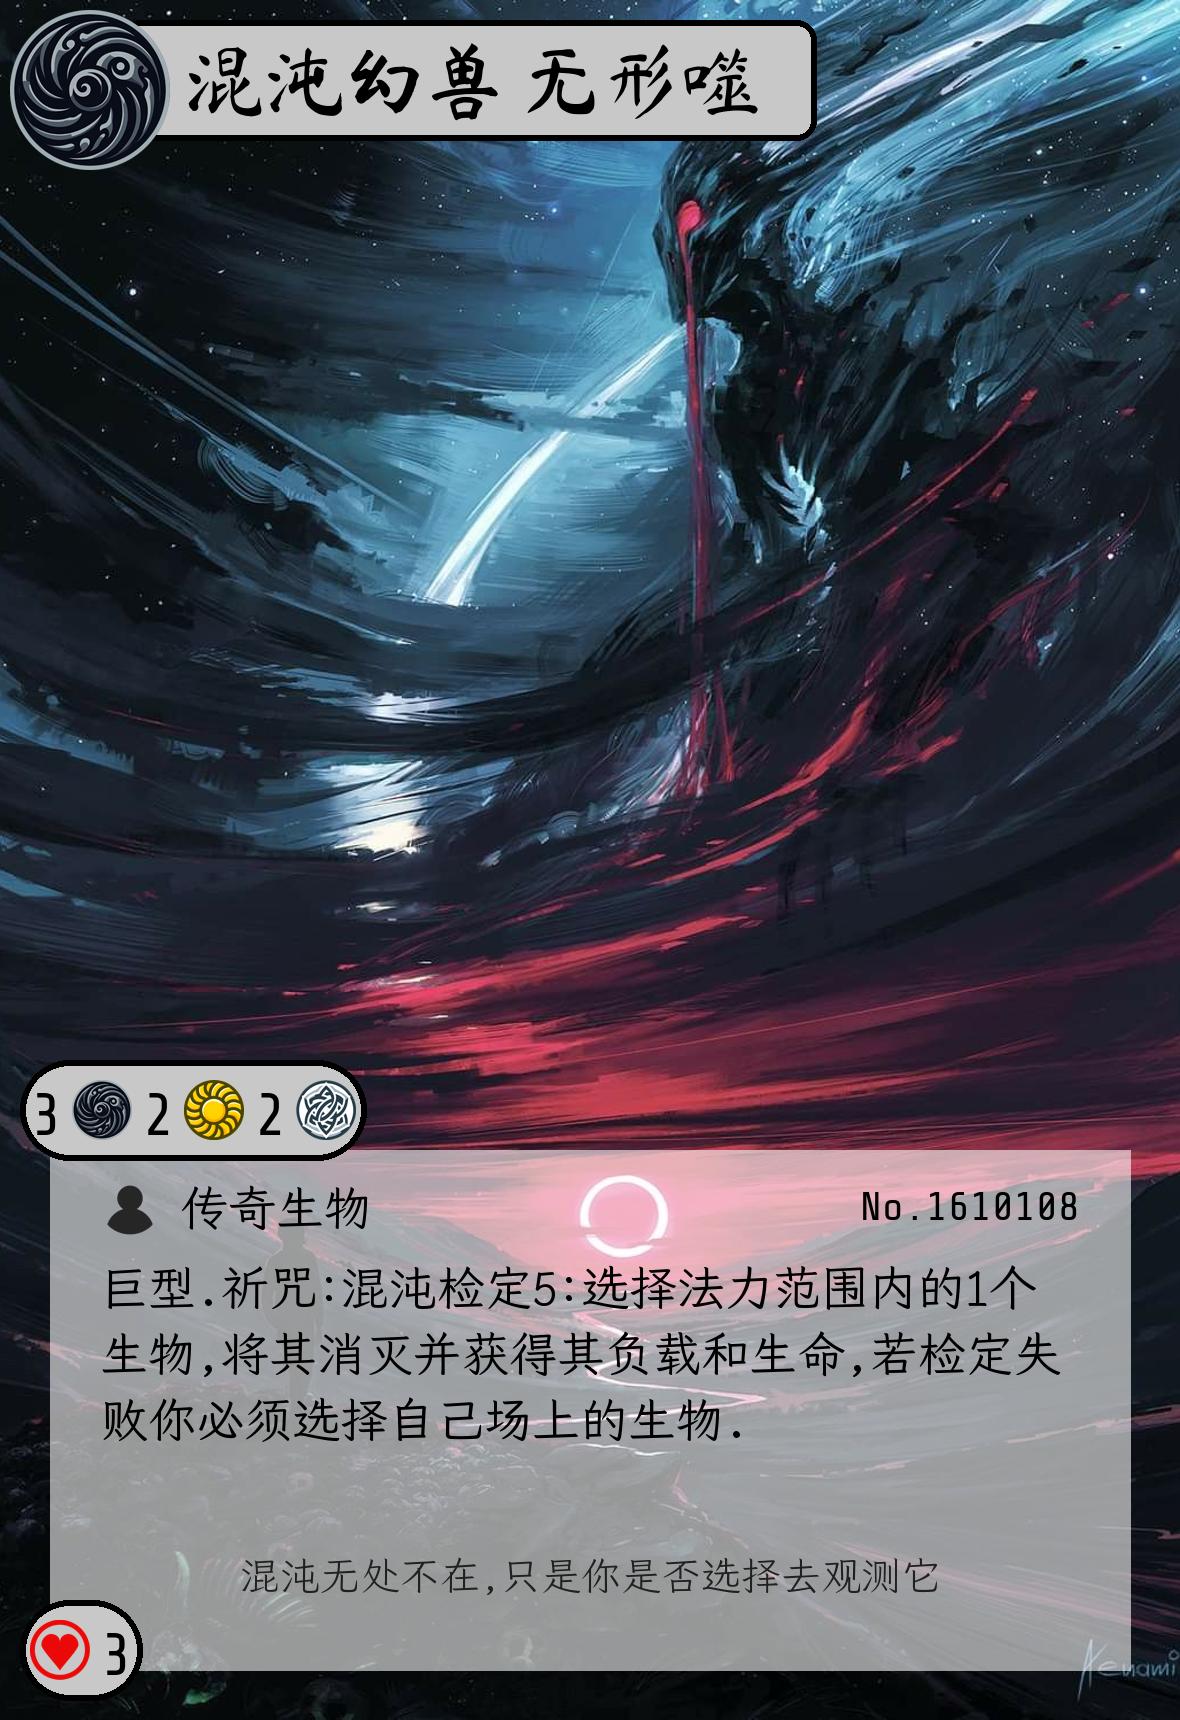 混沌幻兽 无形噬
3 2 2
传奇生物
No.1610108
巨型.祈咒:混沌检定5:选择法力范围内的1个
生物,将其消灭并获得其负载和生命,若检定失
败你必须选择自己场上的生物.
混沌无处不在,只是你是否选择去观测它
3
Aenami